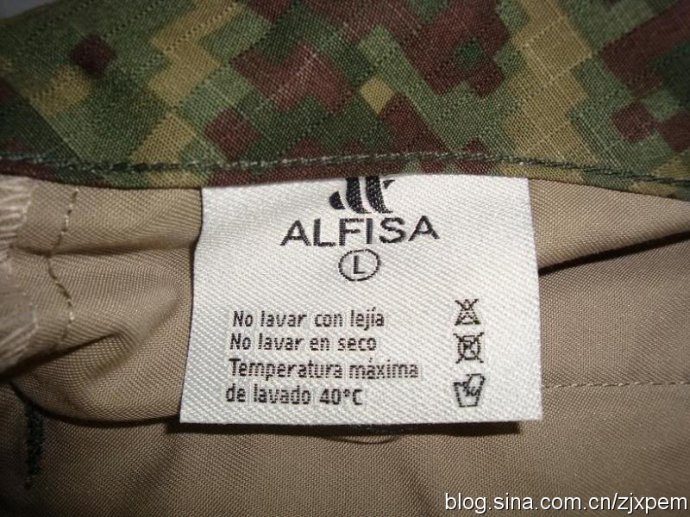 ALFISA
L
No lavar con lejía
No lavar en seco
Temperatura máxima
de lavado 40°C
blog.sina.com.cn/zjxpem